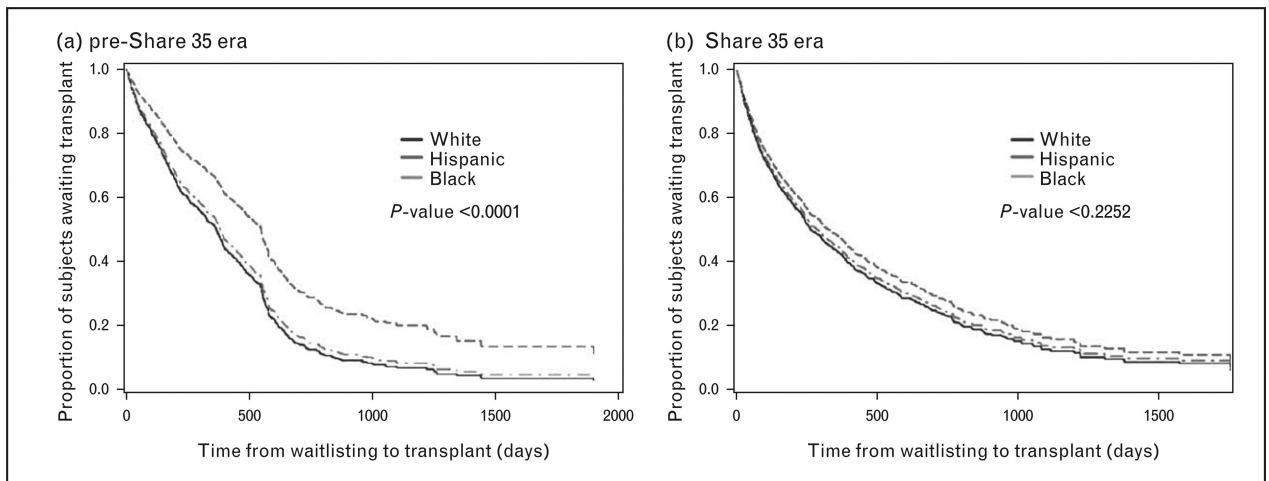 (a) pre-Share 35 era
Proportion of subjects awaiting transplant
1.0
0.8
0.6
0.4
0.2
0.0
White
Hispanic
Black
P-value <0.0001
0
500
1000
1500
2000
Time from waitlisting to transplant (days)
(b) Share 35 era
Proportion of subjects awaiting transplant
1.0
0.8
0.6
0.4
0.2
0.0
White
Hispanic
Black
P-value <0.2252
0
500
1000
1500
Time from waitlisting to transplant (days)